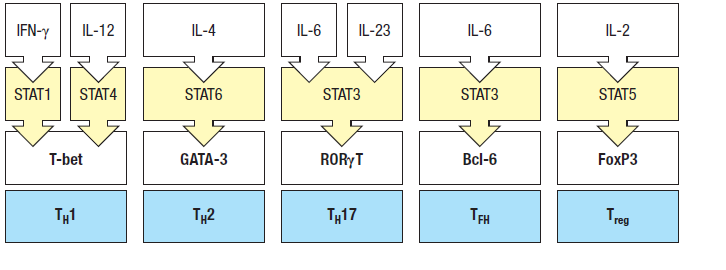 IFN-γ IL-12 IL-4 IL-6 IL-23 IL-6 IL-2
STAT1 STAT4 STAT6 STAT3 STAT3 STAT5
T-bet GATA-3 RORγT Bcl-6 FoxP3
TH1 TH2 TH17 TFH Treg